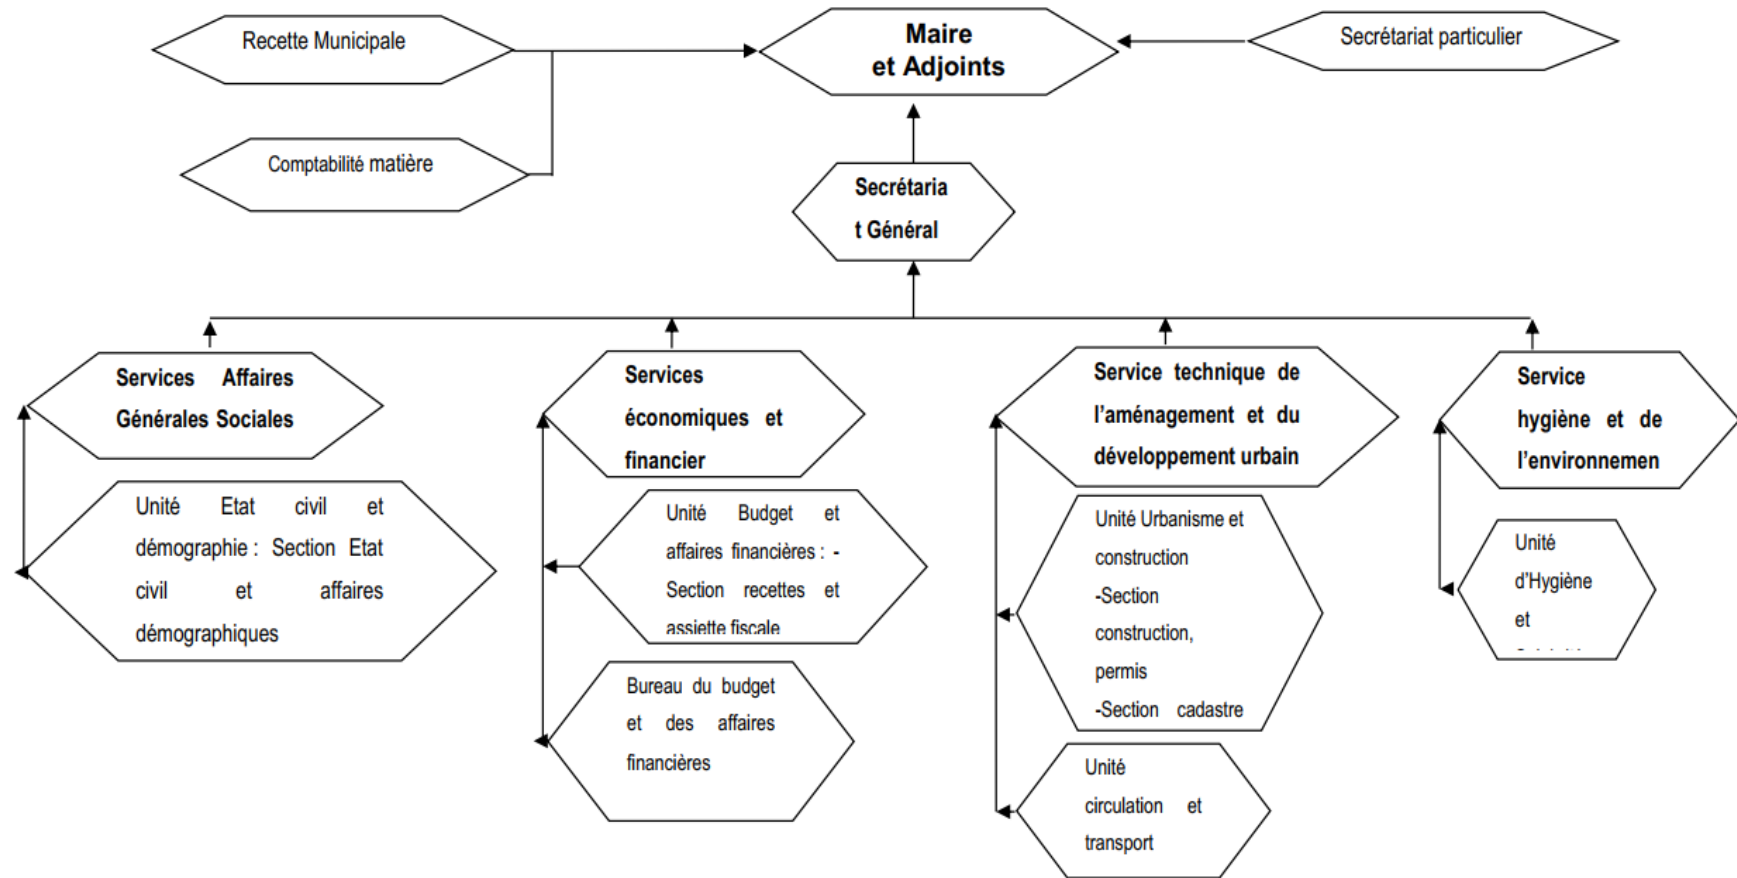 Recette Municipale
Maire
et Adjoints
Secrétariat particulier
Comptabilité matière
Secrétaria
t Général
Services Affaires
Générales Sociales
Services
économiques et
financier
Service technique de
l’aménagement et du
développement urbain
Service
hygiène et de
l’environnemen
Unité Etat civil et
démographie : Section Etat
civil et affaires
démographiques
Unité Budget et
affaires financières : -
Section recettes et
assiette fiscale
Unité Urbanisme et
construction
-Section
construction,
permis
-Section cadastre
Unité
d’Hygiène
et
Bureau du budget
et des affaires
financières
Unité
circulation et
transport